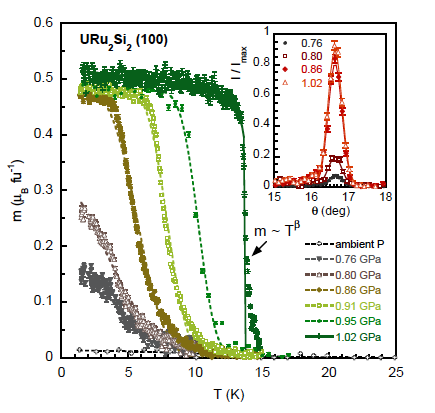 URu2Si2 (100)
m (μB fu-1)
0.6
0.5
0.4
0.3
0.2
0.1
0
0 5 10 15 20 25
T (K)
I / Imax
1
0.8
0.6
0.4
0.2
0
15 16 17 18
θ (deg)
0.76
0.80
0.86
1.02
m ~ Tβ
ambient P
0.76 GPa
0.80 GPa
0.86 GPa
0.91 GPa
0.95 GPa
1.02 GPa